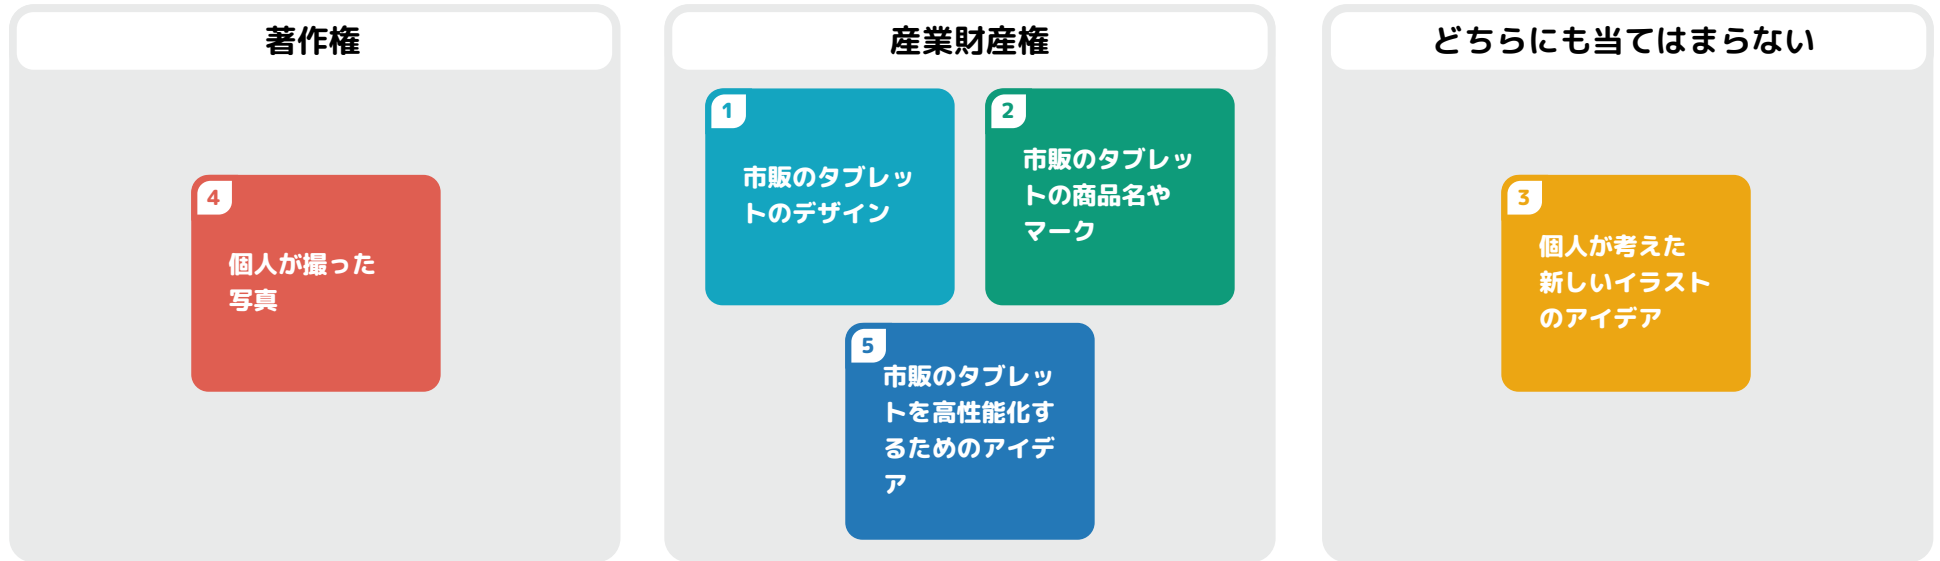 著作権
4
個人が撮った
写真
産業財産権
1
市販のタブレッ
トのデザイン
2
市販のタブレッ
トの商品名や
マーク
5
市販のタブレッ
トを高性能化す
るためのアイデ
ア
どちらにも当てはまらない
3
個人が考えた
新しいイラスト
のアイデア